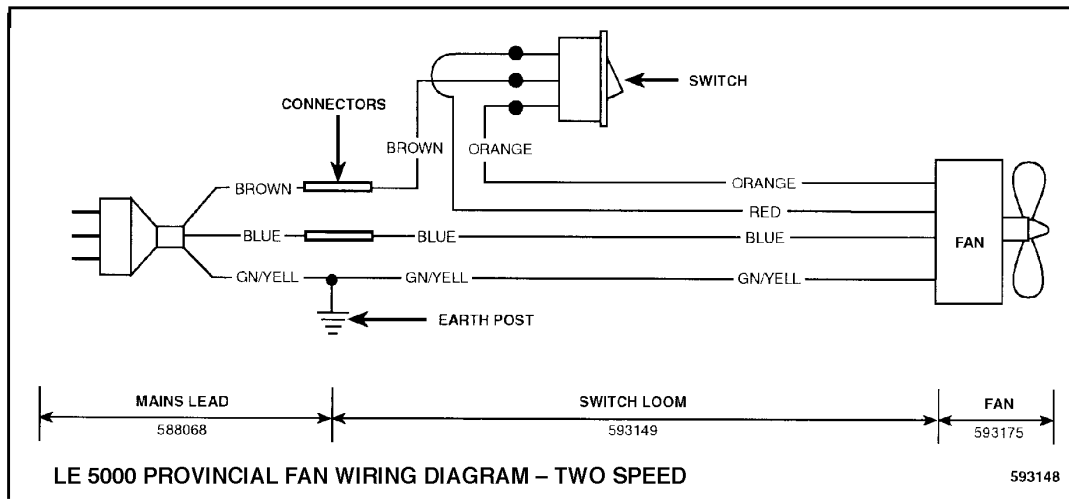 SWITCH
CONNECTORS
BROWN
ORANGE
BROWN
ORANGE
RED
BLUE
BLUE
BLUE
FAN
GN/YELL
GN/YELL
GN/YELL
EARTH POST
MAINS LEAD
SWITCH LOOM
FAN
588068
593149
593175
LE 5000 PROVINCIAL FAN WIRING DIAGRAM – TWO SPEED
593148